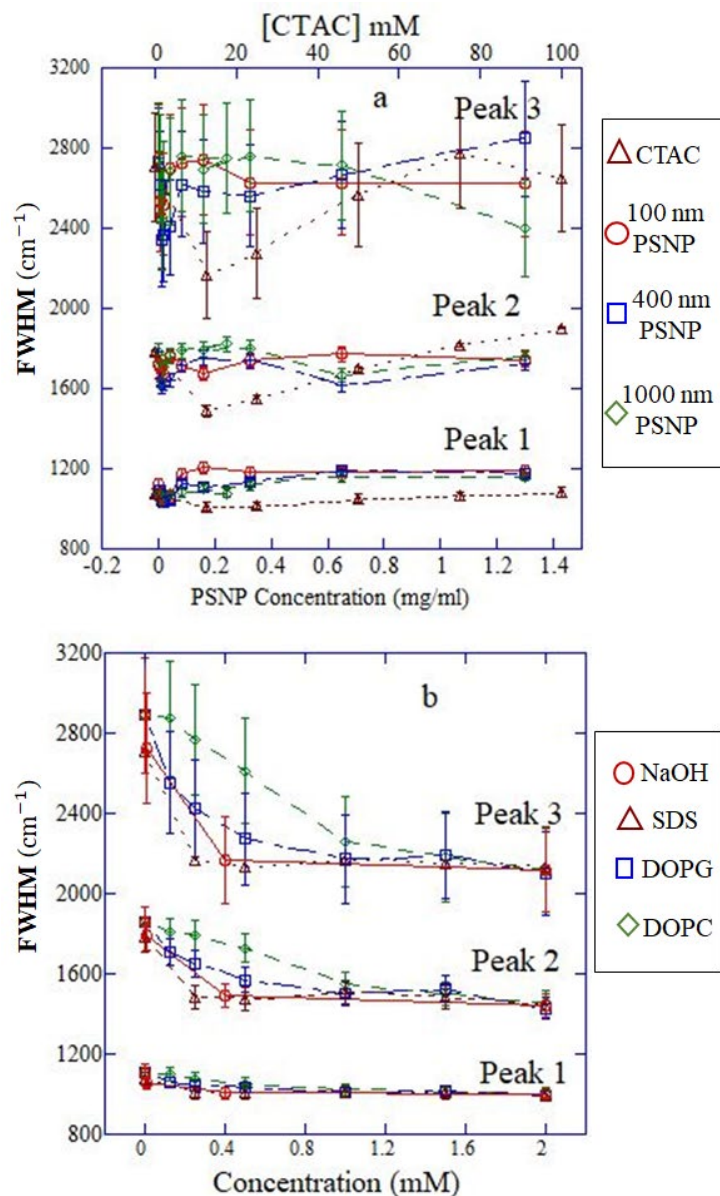 [CTAC] mM
0 20 40 60 80 100
3200
2800
2400
2000
1600
1200
800
FWHM (cm⁻¹)
a
Peak 3
Peak 2
Peak 1
-0.2 0 0.2 0.4 0.6 0.8 1 1.2 1.4
PSNP Concentration (mg/ml)
CTAC
100 nm
PSNP
400 nm
PSNP
1000 nm
PSNP
3200
2800
2400
2000
1600
1200
800
FWHM (cm⁻¹)
b
Peak 3
Peak 2
Peak 1
0 0.4 0.8 1.2 1.6 2
Concentration (mM)
NaOH
SDS
DOPG
DOPC